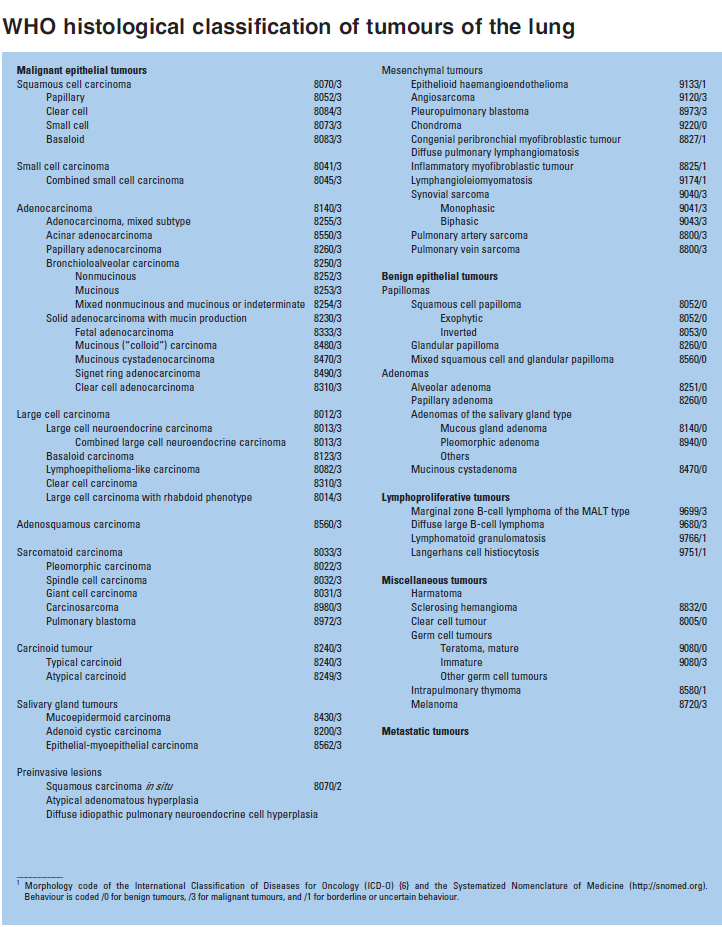 WHO histological classification of tumours of the lung
Malignant epithelial tumours
Squamous cell carcinoma 8070/3
Papillary 8052/3
Clear cell 8084/3
Small cell 8073/3
Basaloid 8083/3
Small cell carcinoma 8041/3
Combined small cell carcinoma 8045/3
Adenocarcinoma 8140/3
Adenocarcinoma, mixed subtype 8255/3
Acinar adenocarcinoma 8550/3
Papillary adenocarcinoma 8260/3
Bronchioloalveolar carcinoma 8250/3
Nonmucinous 8252/3
Mucinous 8253/3
Mixed nonmucinous and mucinous or indeterminate 8254/3
Solid adenocarcinoma with mucin production 8230/3
Fetal adenocarcinoma 8333/3
Mucinous (“colloid”) carcinoma 8480/3
Mucinous cystadenocarcinoma 8470/3
Signet ring adenocarcinoma 8490/3
Clear cell adenocarcinoma 8310/3
Large cell carcinoma 8012/3
Large cell neuroendocrine carcinoma 8013/3
Combined large cell neuroendocrine carcinoma 8013/3
Basaloid carcinoma 8123/3
Lymphoepithelioma-like carcinoma 8082/3
Clear cell carcinoma 8310/3
Large cell carcinoma with rhabdoid phenotype 8014/3
Adenosquamous carcinoma 8560/3
Sarcomatoid carcinoma 8033/3
Pleomorphic carcinoma 8022/3
Spindle cell carcinoma 8032/3
Giant cell carcinoma 8031/3
Carcinosarcoma 8980/3
Pulmonary blastoma 8972/3
Carcinoid tumour 8240/3
Typical carcinoid 8240/3
Atypical carcinoid 8249/3
Salivary gland tumours
Mucoepidermoid carcinoma 8430/3
Adenoid cystic carcinoma 8200/3
Epithelial-myoepithelial carcinoma 8562/3
Preinvasive lesions
Squamous carcinoma in situ 8070/2
Atypical adenomatous hyperplasia
Diffuse idiopathic pulmonary neuroendocrine cell hyperplasia
Mesenchymal tumours
Epithelioid haemangioendothelioma 9133/1
Angiosarcoma 9120/3
Pleuropulmonary blastoma 8973/3
Chondroma 9220/0
Congenial peribronchial myofibroblastic tumour 8827/1
Diffuse pulmonary lymphangiomatosis
Inflammatory myofibroblastic tumour 8825/1
Lymphangioleiomyomatosis 9174/1
Synovial sarcoma 9040/3
Monophasic 9041/3
Biphasic 9043/3
Pulmonary artery sarcoma 8800/3
Pulmonary vein sarcoma 8800/3
Benign epithelial tumours
Papillomas
Squamous cell papilloma 8052/0
Exophytic 8052/0
Inverted 8053/0
Glandular papilloma 8260/0
Mixed squamous cell and glandular papilloma 8560/0
Adenomas
Alveolar adenoma 8251/0
Papillary adenoma 8260/0
Adenomas of the salivary gland type
Mucous gland adenoma 8140/0
Pleomorphic adenoma 8940/0
Others
Mucinous cystadenoma 8470/0
Lymphoproliferative tumours
Marginal zone B-cell lymphoma of the MALT type 9699/3
Diffuse large B-cell lymphoma 9680/3
Lymphomatoid granulomatosis 9766/1
Langerhans cell histiocytosis 9751/1
Miscellaneous tumours
Harmatoma
Sclerosing hemangioma 8832/0
Clear cell tumour 8005/0
Germ cell tumours
Teratoma, mature 9080/0
Immature 9080/3
Other germ cell tumours
Intrapulmonary thymoma 8580/1
Melanoma 8720/3
Metastatic tumours
1 Morphology code of the International Classification of Diseases for Oncology (ICD-O) {6} and the Systematized Nomenclature of Medicine (http://snomed.org).
Behaviour is coded /0 for benign tumours, /3 for malignant tumours, and /1 for borderline or uncertain behaviour.